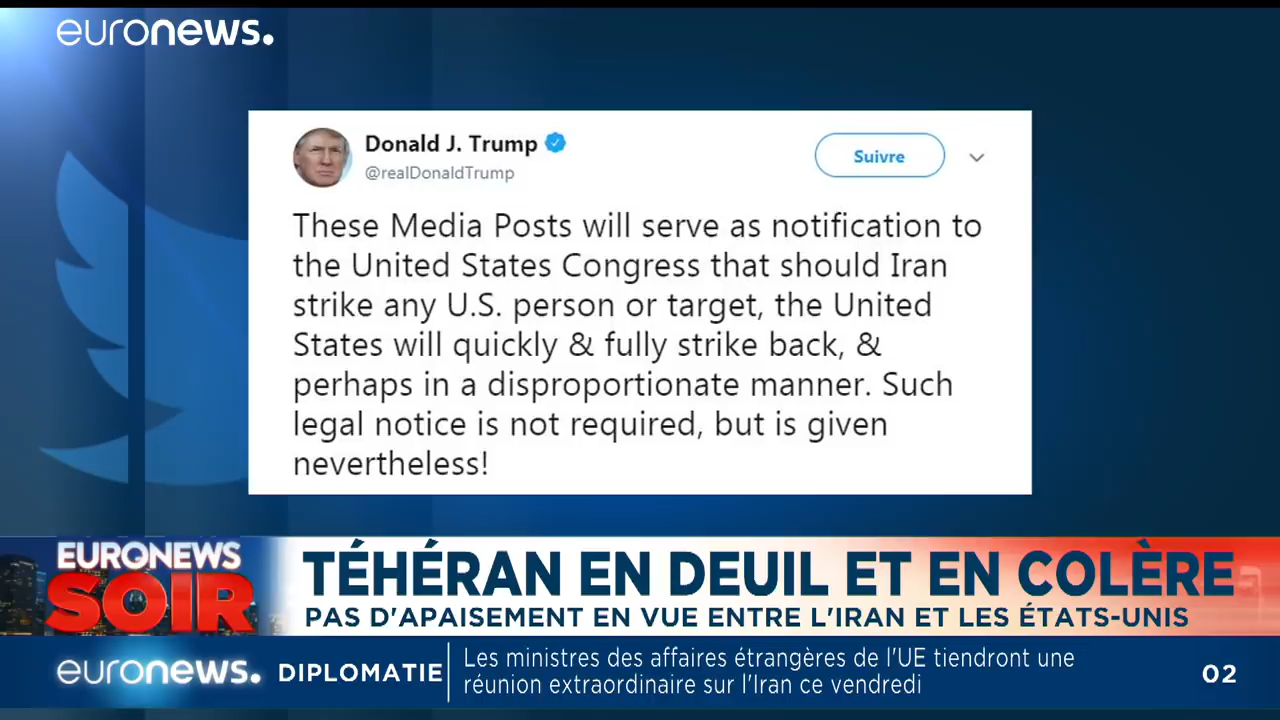 euronews.
Donald J. Trump
@realDonaldTrump
Suivre
These Media Posts will serve as notification to
the United States Congress that should Iran
strike any U.S. person or target, the United
States will quickly & fully strike back, &
perhaps in a disproportionate manner. Such
legal notice is not required, but is given
nevertheless!
EURONEWS
SOIR
TÉHÉRAN EN DEUIL ET EN COLÈRE
PAS D'APAISEMENT EN VUE ENTRE L'IRAN ET LES ÉTATS-UNIS
euronews.
DIPLOMATIE
Les ministres des affaires étrangères de l'UE tiendront une
réunion extraordinaire sur l'Iran ce vendredi
02